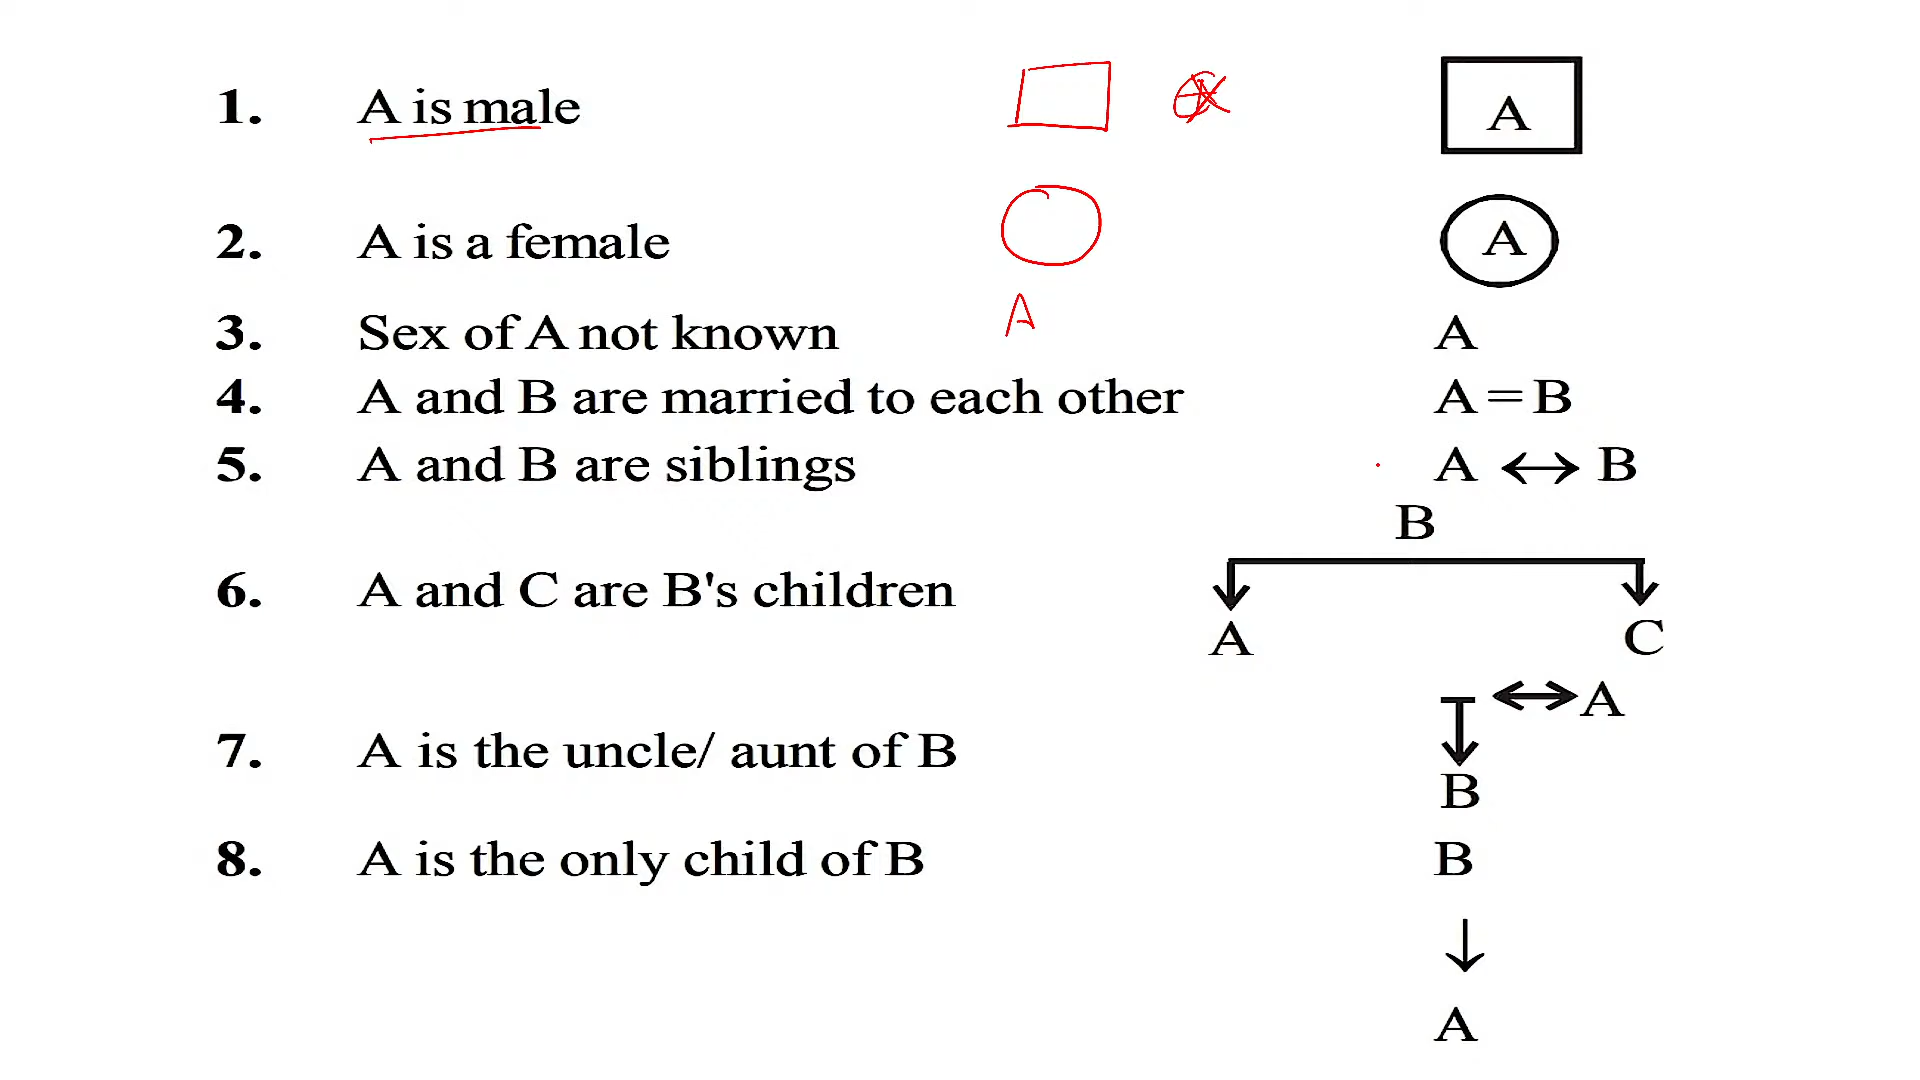 1. A is male A
2. A is a female A
A
3. Sex of A not known A
4. A and B are married to each other A = B
5. A and B are siblings A ↔ B
B
6. A and C are B's children
A C
↔ A
7. A is the uncle/ aunt of B
B
8. A is the only child of B B
↓
A